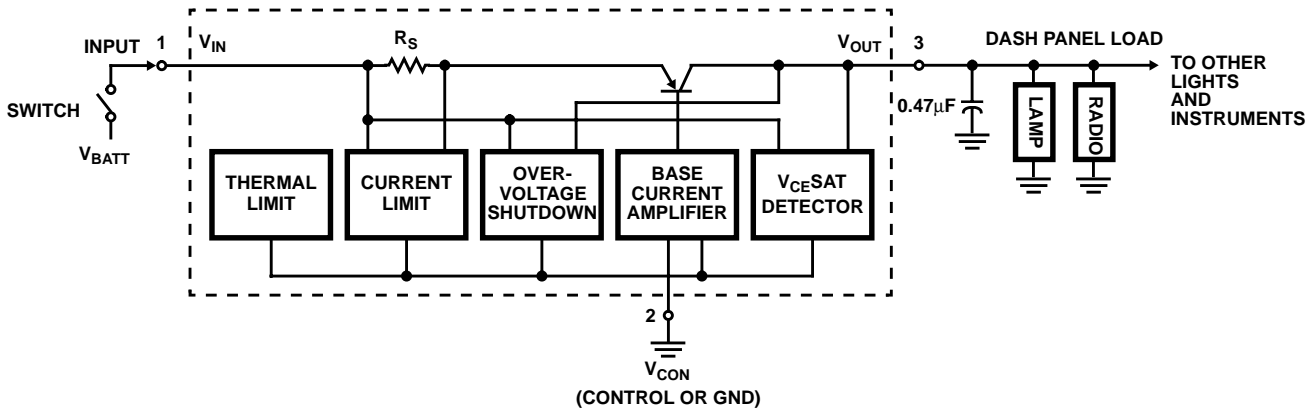 INPUT
1
V_IN
R_S
V_OUT
3
DASH PANEL LOAD
TO OTHER
LIGHTS
AND
INSTRUMENTS
SWITCH
V_BATT
0.47µF
LAMP
RADIO
THERMAL
LIMIT
CURRENT
LIMIT
OVER-
VOLTAGE
SHUTDOWN
BASE
CURRENT
AMPLIFIER
V_CESAT
DETECTOR
2
V_CON
(CONTROL OR GND)